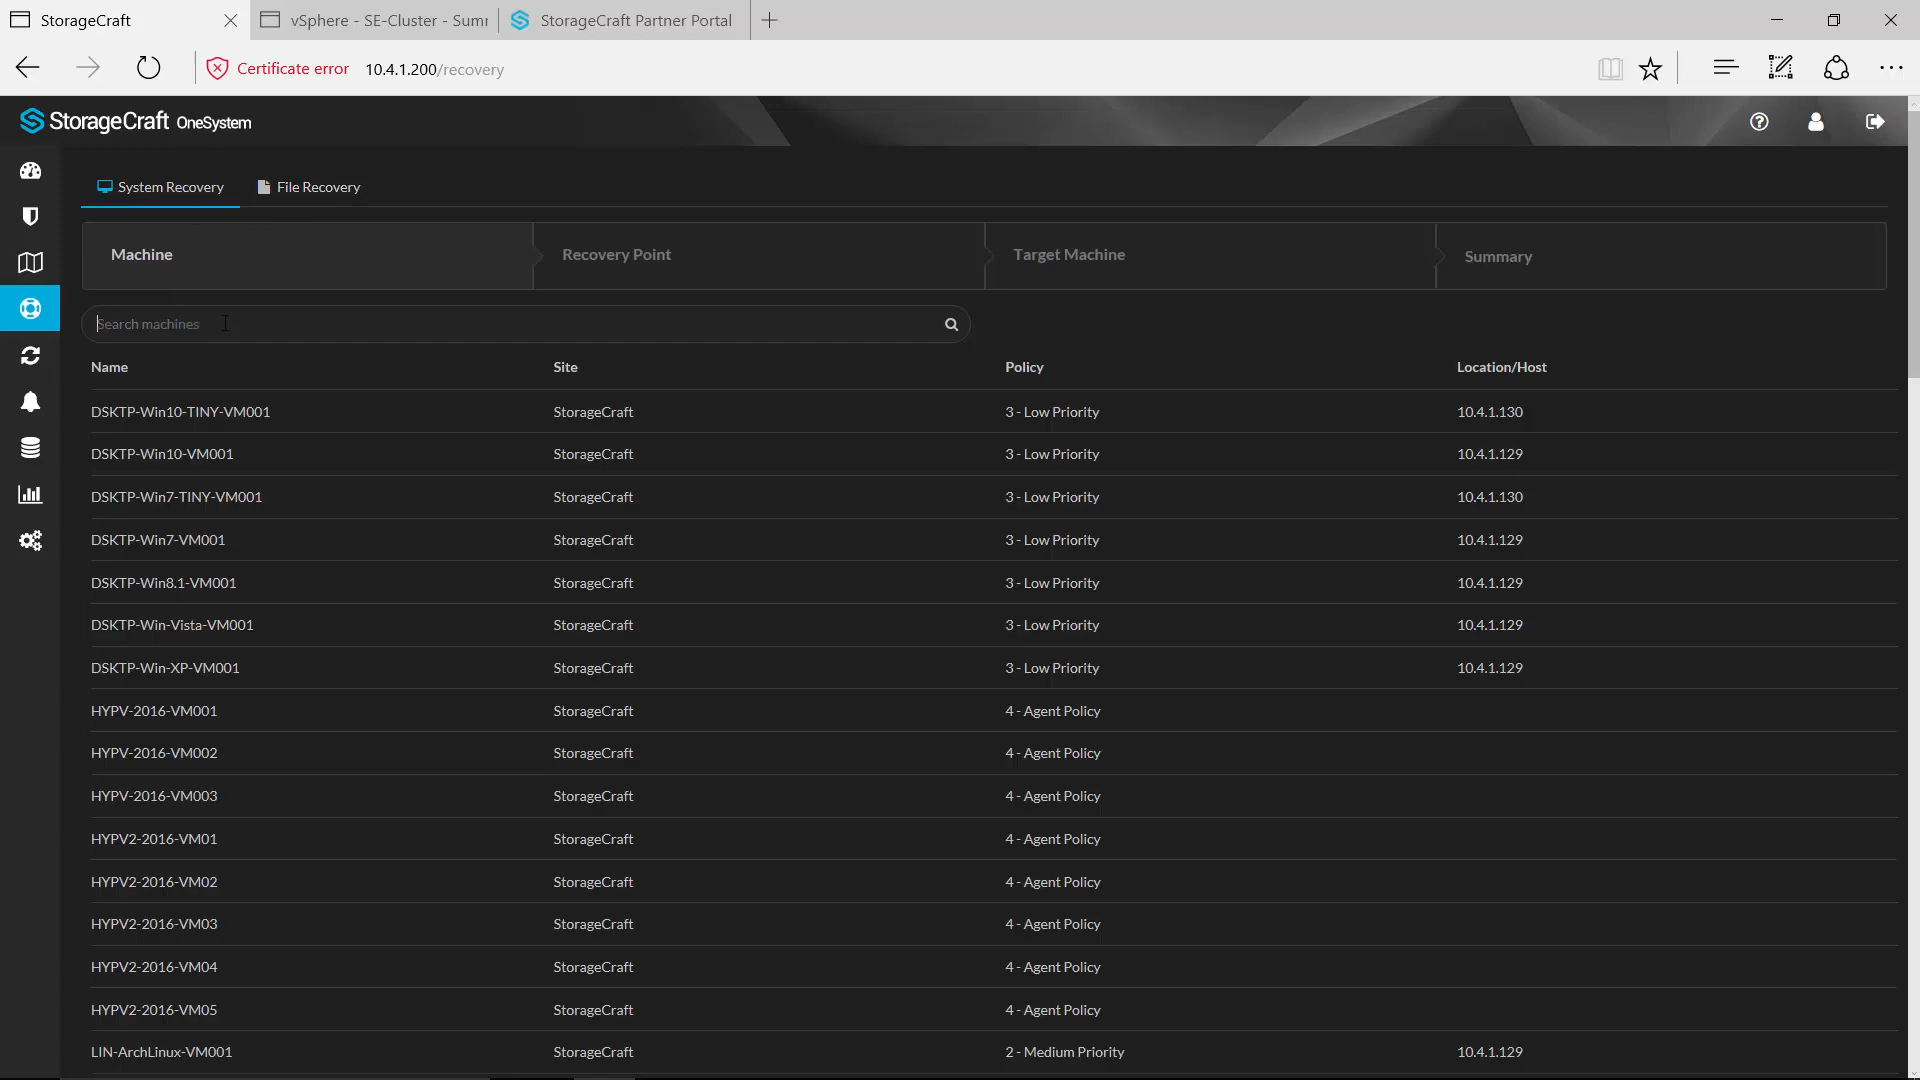 StorageCraft
vSphere - SE-Cluster - Sum
StorageCraft Partner Portal
Certificate error
10.4.1.200/recovery
StorageCraft OneSystem
System Recovery
File Recovery
Machine
Recovery Point
Target Machine
Summary
Search machines
Name Site Policy Location/Host
DSKTP-Win10-TINY-VM001 StorageCraft 3 - Low Priority 10.4.1.130
DSKTP-Win10-VM001 StorageCraft 3 - Low Priority 10.4.1.129
DSKTP-Win7-TINY-VM001 StorageCraft 3 - Low Priority 10.4.1.130
DSKTP-Win7-VM001 StorageCraft 3 - Low Priority 10.4.1.129
DSKTP-Win8.1-VM001 StorageCraft 3 - Low Priority 10.4.1.129
DSKTP-Win-Vista-VM001 StorageCraft 3 - Low Priority 10.4.1.129
DSKTP-Win-XP-VM001 StorageCraft 3 - Low Priority 10.4.1.129
HYPV-2016-VM001 StorageCraft 4 - Agent Policy
HYPV-2016-VM002 StorageCraft 4 - Agent Policy
HYPV-2016-VM003 StorageCraft 4 - Agent Policy
HYPV2-2016-VM01 StorageCraft 4 - Agent Policy
HYPV2-2016-VM02 StorageCraft 4 - Agent Policy
HYPV2-2016-VM03 StorageCraft 4 - Agent Policy
HYPV2-2016-VM04 StorageCraft 4 - Agent Policy
HYPV2-2016-VM05 StorageCraft 4 - Agent Policy
LIN-ArchLinux-VM001 StorageCraft 2 - Medium Priority 10.4.1.129